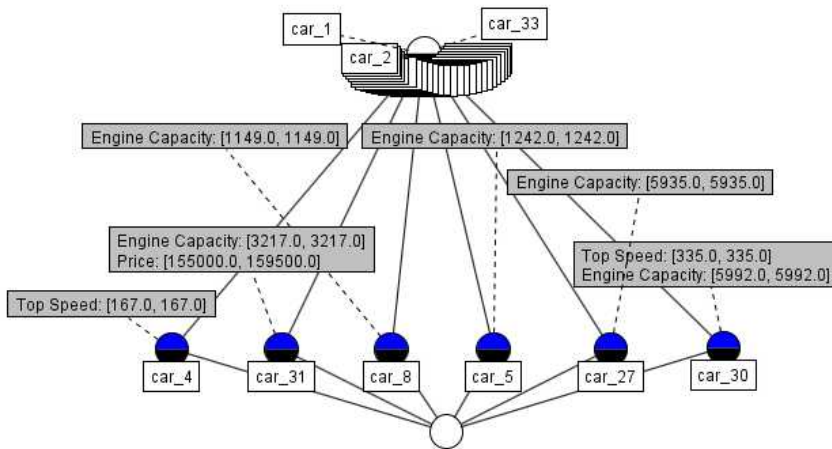 car_1
car_33
car_2
Engine Capacity: [1149.0, 1149.0]
Engine Capacity: [1242.0, 1242.0]
Engine Capacity: [5935.0, 5935.0]
Engine Capacity: [3217.0, 3217.0]
Price: [155000.0, 159500.0]
Top Speed: [335.0, 335.0]
Engine Capacity: [5992.0, 5992.0]
Top Speed: [167.0, 167.0]
car_4
car_31
car_8
car_5
car_27
car_30